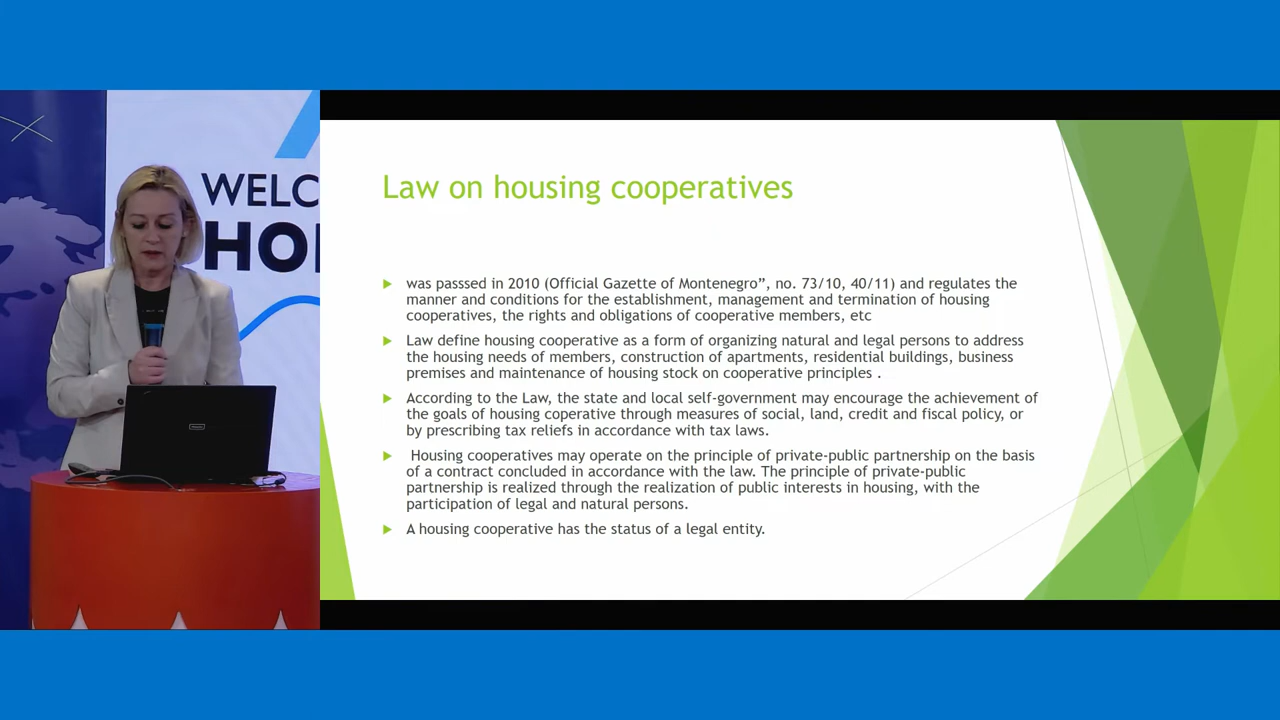 WELC
HO
Law on housing cooperatives
was passsed in 2010 (Official Gazette of Montenegro”, no. 73/10, 40/11) and regulates the
manner and conditions for the establishment, management and termination of housing
cooperatives, the rights and obligations of cooperative members, etc
Law define housing cooperative as a form of organizing natural and legal persons to address
the housing needs of members, construction of apartments, residential buildings, business
premises and maintenance of housing stock on cooperative principles .
According to the Law, the state and local self-government may encourage the achievement of
the goals of housing coperative through measures of social, land, credit and fiscal policy, or
by prescribing tax reliefs in accordance with tax laws.
Housing cooperatives may operate on the principle of private-public partnership on the basis
of a contract concluded in accordance with the law. The principle of private-public
partnership is realized through the realization of public interests in housing, with the
participation of legal and natural persons.
A housing cooperative has the status of a legal entity.